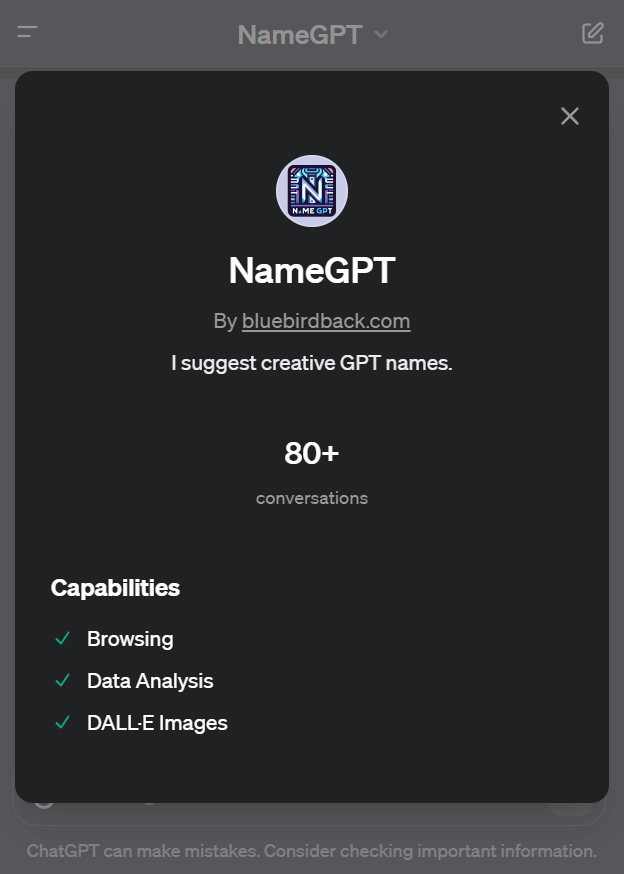 NameGPT
NAME GPT
NameGPT
By bluebirdback.com
I suggest creative GPT names.
80+
conversations
Capabilities
Browsing
Data Analysis
DALL·E Images
ChatGPT can make mistakes. Consider checking important information.